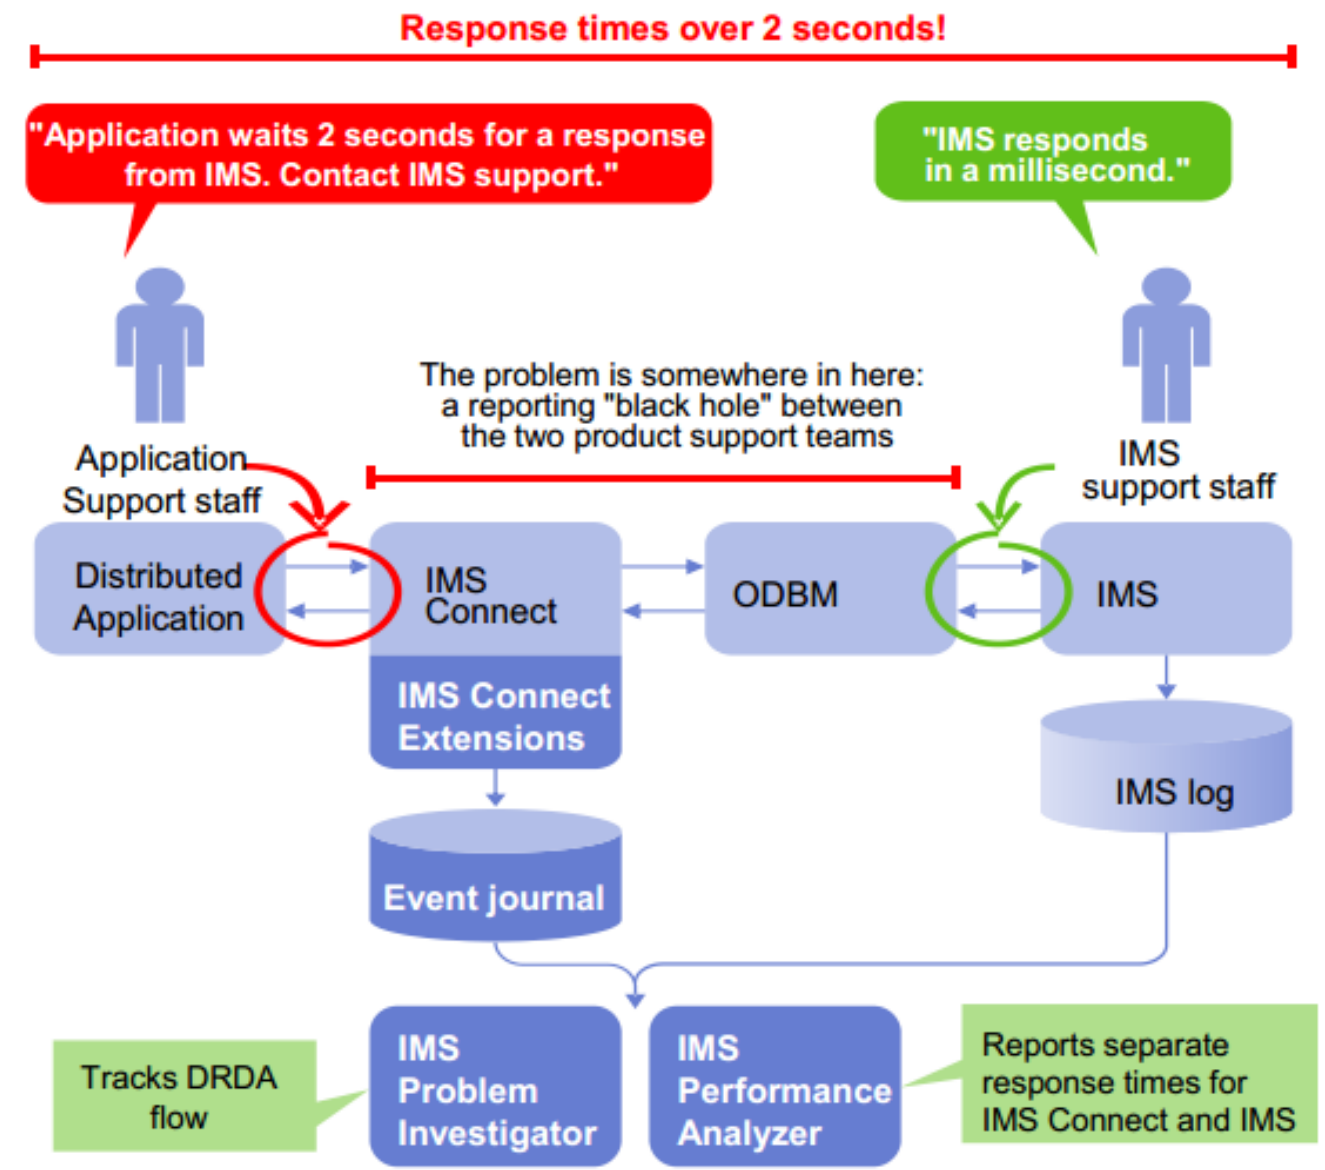 Response times over 2 seconds!
"Application waits 2 seconds for a response
from IMS. Contact IMS support."
"IMS responds
in a millisecond."
The problem is somewhere in here:
a reporting "black hole" between
the two product support teams
Application
Support staff
IMS
support staff
Distributed
Application
IMS
Connect
ODBM
IMS
IMS Connect
Extensions
IMS log
Event journal
Tracks DRDA
flow
IMS
Problem
Investigator
IMS
Performance
Analyzer
Reports separate
response times for
IMS Connect and IMS